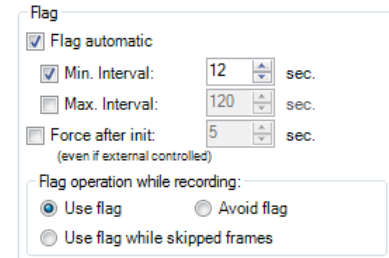 Flag
Flag automatic
Min. Interval: 12 sec.
Max. Interval: 120 sec.
Force after init: 5 sec.
(even if external controlled)
Flag operation while recording:
Use flag Avoid flag
Use flag while skipped frames